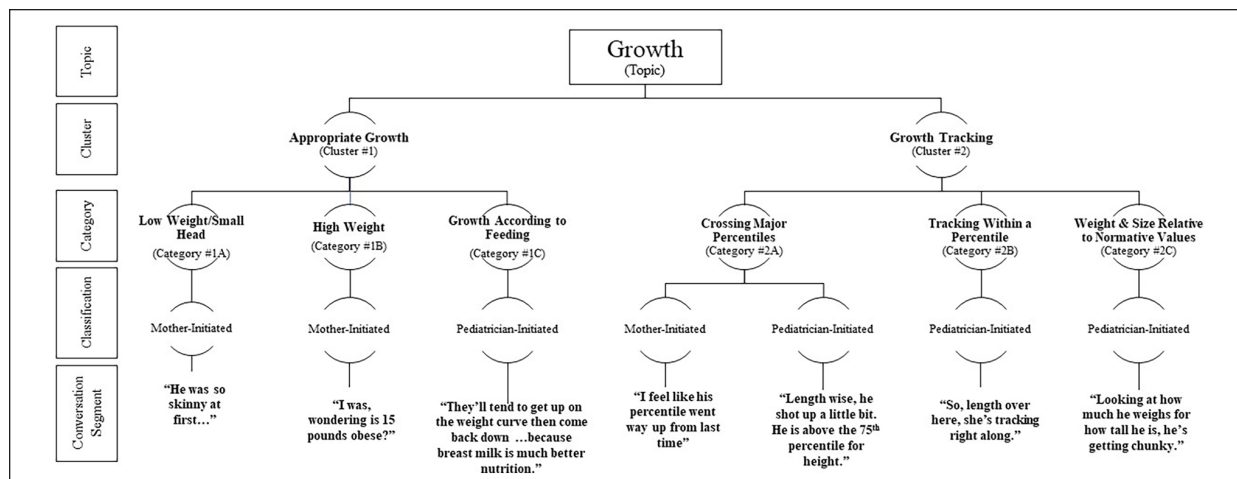 Topic
Growth
(Topic)
Cluster
Appropriate Growth
(Cluster #1)
Growth Tracking
(Cluster #2)
Category
Low Weight/Small
Head
(Category #1A)
High Weight
(Category #1B)
Growth According to
Feeding
(Category #1C)
Crossing Major
Percentiles
(Category #2A)
Tracking Within a
Percentile
(Category #2B)
Weight & Size Relative
to Normative Values
(Category #2C)
Classification
Mother-Initiated
Mother-Initiated
Pediatrician-Initiated
Mother-Initiated
Pediatrician-Initiated
Pediatrician-Initiated
Pediatrician-Initiated
Conversation
Segment
“He was so
skinny at
first…”
“I was,
wondering is 15
pounds obese?”
“They’ll tend to get up on
the weight curve then come
back down …because
breast milk is much better
nutrition.”
“I feel like his
percentile went
way up from last
time”
“Length wise, he
shot up a little bit.
He is above the 75th
percentile for
height.”
“So, length over
here, she’s tracking
right along.”
“Looking at how
much he weighs for
how tall he is, he’s
getting chunky.”